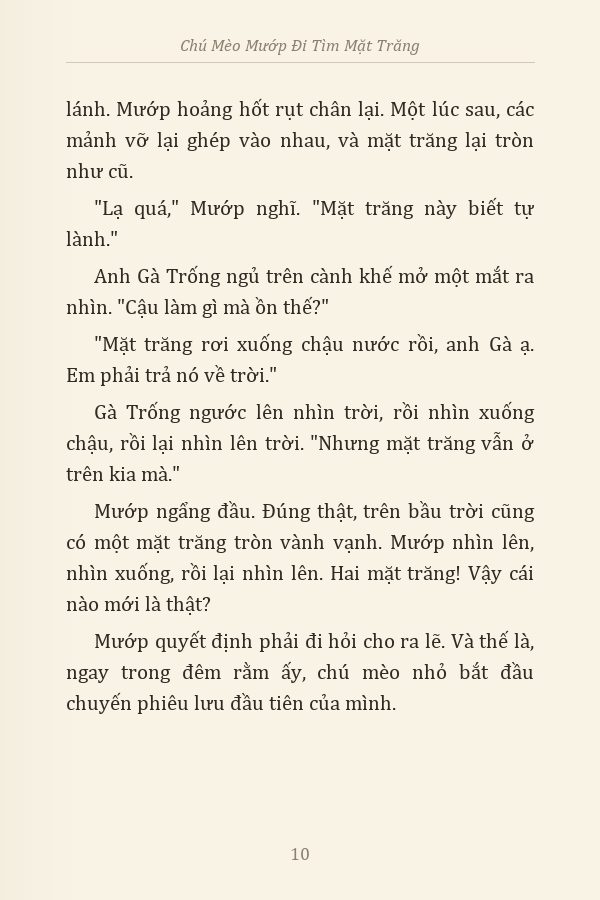 Chú Mèo Mướp Đi Tìm Mặt Trăng
lánh. Mướp hoảng hốt rụt chân lại. Một lúc sau, các
mảnh vỡ lại ghép vào nhau, và mặt trăng lại tròn
như cũ.
"Lạ quá," Mướp nghĩ. "Mặt trăng này biết tự
lành."
Anh Gà Trống ngủ trên cành khế mở một mắt ra
nhìn. "Cậu làm gì mà ồn thế?"
"Mặt trăng rơi xuống chậu nước rồi, anh Gà ạ.
Em phải trả nó về trời."
Gà Trống ngước lên nhìn trời, rồi nhìn xuống
chậu, rồi lại nhìn lên trời. "Nhưng mặt trăng vẫn ở
trên kia mà."
Mướp ngẩng đầu. Đúng thật, trên bầu trời cũng
có một mặt trăng tròn vành vạnh. Mướp nhìn lên,
nhìn xuống, rồi lại nhìn lên. Hai mặt trăng! Vậy cái
nào mới là thật?
Mướp quyết định phải đi hỏi cho ra lẽ. Và thế là,
ngay trong đêm rằm ấy, chú mèo nhỏ bắt đầu
chuyến phiêu lưu đầu tiên của mình.
10